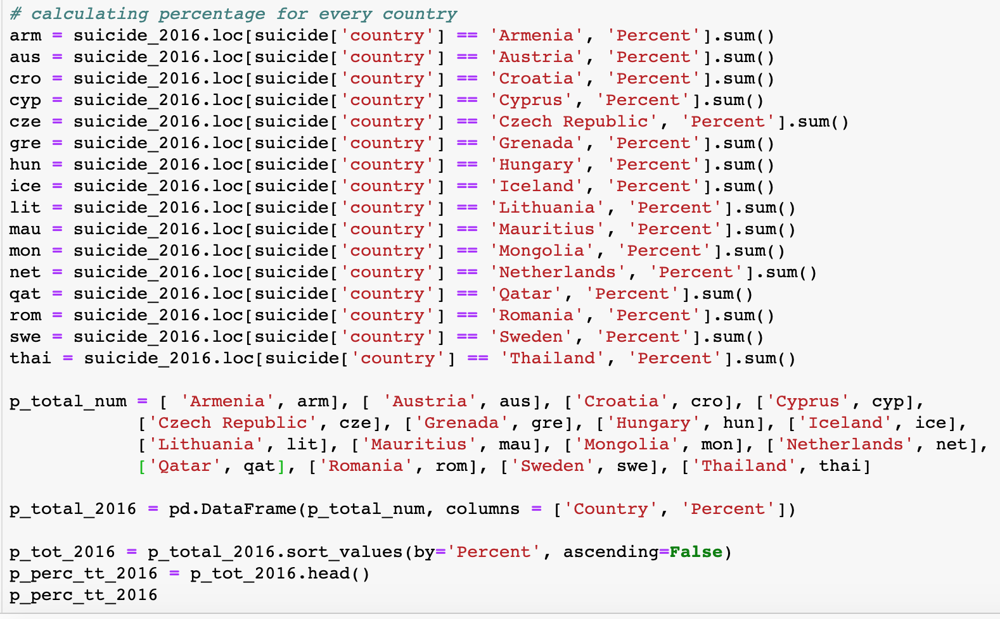 # calculating percentage for every country
arm = suicide_2016.loc[suicide['country'] == 'Armenia', 'Percent'].sum()
aus = suicide_2016.loc[suicide['country'] == 'Austria', 'Percent'].sum()
cro = suicide_2016.loc[suicide['country'] == 'Croatia', 'Percent'].sum()
cyp = suicide_2016.loc[suicide['country'] == 'Cyprus', 'Percent'].sum()
cze = suicide_2016.loc[suicide['country'] == 'Czech Republic', 'Percent'].sum()
gre = suicide_2016.loc[suicide['country'] == 'Grenada', 'Percent'].sum()
hun = suicide_2016.loc[suicide['country'] == 'Hungary', 'Percent'].sum()
ice = suicide_2016.loc[suicide['country'] == 'Iceland', 'Percent'].sum()
lit = suicide_2016.loc[suicide['country'] == 'Lithuania', 'Percent'].sum()
mau = suicide_2016.loc[suicide['country'] == 'Mauritius', 'Percent'].sum()
mon = suicide_2016.loc[suicide['country'] == 'Mongolia', 'Percent'].sum()
net = suicide_2016.loc[suicide['country'] == 'Netherlands', 'Percent'].sum()
qat = suicide_2016.loc[suicide['country'] == 'Qatar', 'Percent'].sum()
rom = suicide_2016.loc[suicide['country'] == 'Romania', 'Percent'].sum()
swe = suicide_2016.loc[suicide['country'] == 'Sweden', 'Percent'].sum()
thai = suicide_2016.loc[suicide['country'] == 'Thailand', 'Percent'].sum()
p_total_num = [ 'Armenia', arm], [ 'Austria', aus], ['Croatia', cro], ['Cyprus', cyp],
['Czech Republic', cze], ['Grenada', gre], ['Hungary', hun], ['Iceland', ice],
['Lithuania', lit], ['Mauritius', mau], ['Mongolia', mon], ['Netherlands', net],
['Qatar', qat], ['Romania', rom], ['Sweden', swe], ['Thailand', thai]
p_total_2016 = pd.DataFrame(p_total_num, columns = ['Country', 'Percent'])
p_tot_2016 = p_total_2016.sort_values(by='Percent', ascending=False)
p_perc_tt_2016 = p_tot_2016.head()
p_perc_tt_2016